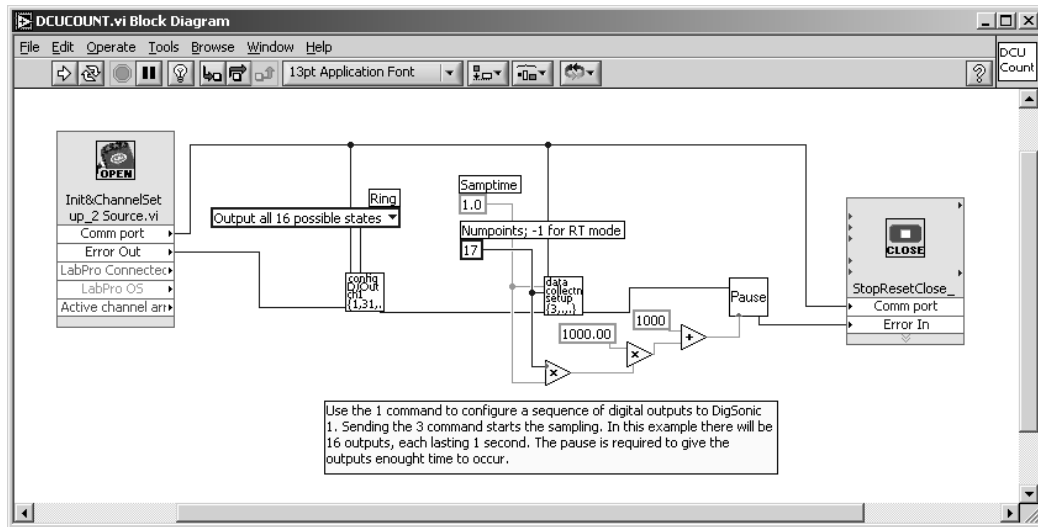 DCUCOUNT.vi Block Diagram
File Edit Operate Tools Browse Window Help
13pt Application Font
?
DCU
Count
OPEN
Init&ChannelSet
up_2 Source.vi
Comm port
Error Out
LabPro Connected
LabPro OS
Active channel arr
Ring
Output all 16 possible states
config
D/Out
ch1
{1,31,.
Samptime
1.0
Numpoints; -1 for RT mode
17
data
collectn
setup
{3,,,.}
1000.00
1000
x
x
+
Pause
CLOSE
StopResetClose_
Comm port
Error In
Use the 1 command to configure a sequence of digital outputs to DigSonic
1. Sending the 3 command starts the sampling. In this example there will be
16 outputs, each lasting 1 second. The pause is required to give the
outputs enought time to occur.